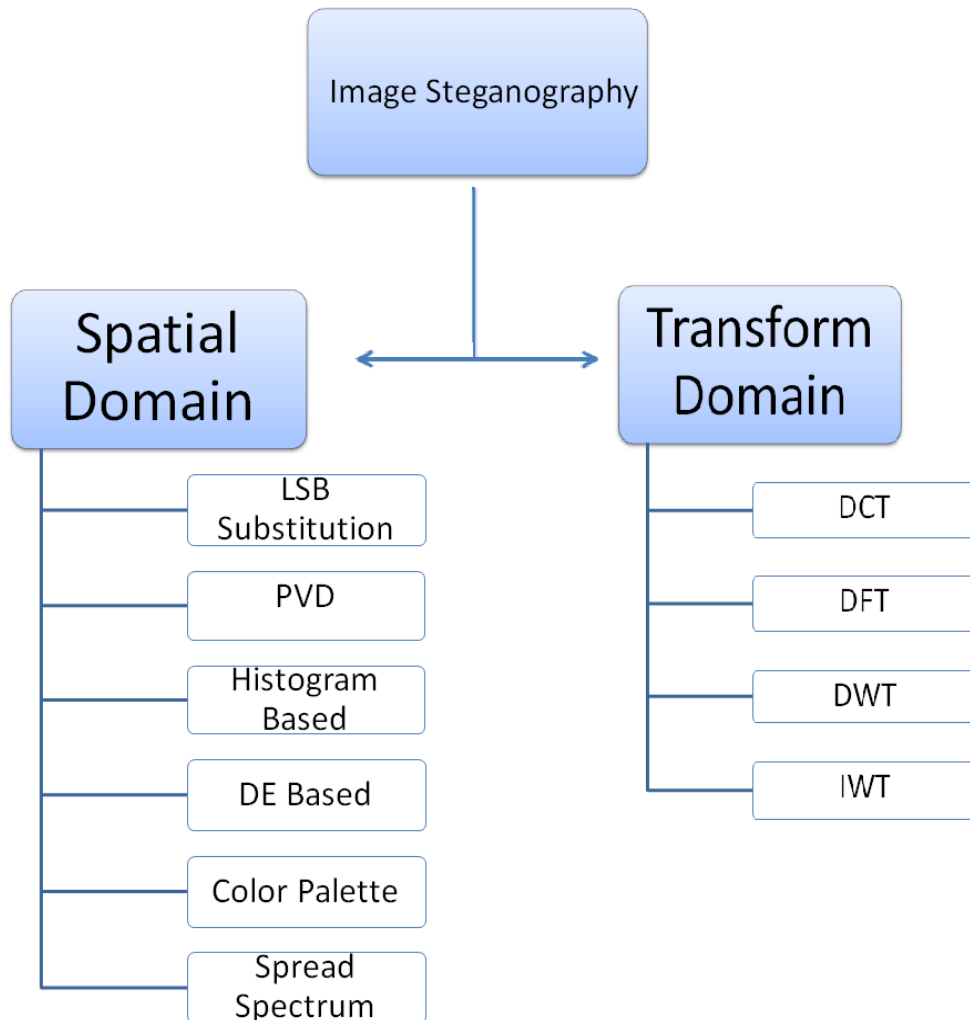 Image Steganography
Spatial
Domain
LSB
Substitution
PVD
Histogram
Based
DE Based
Color Palette
Spread
Spectrum
Transform
Domain
DCT
DFT
DWT
IWT